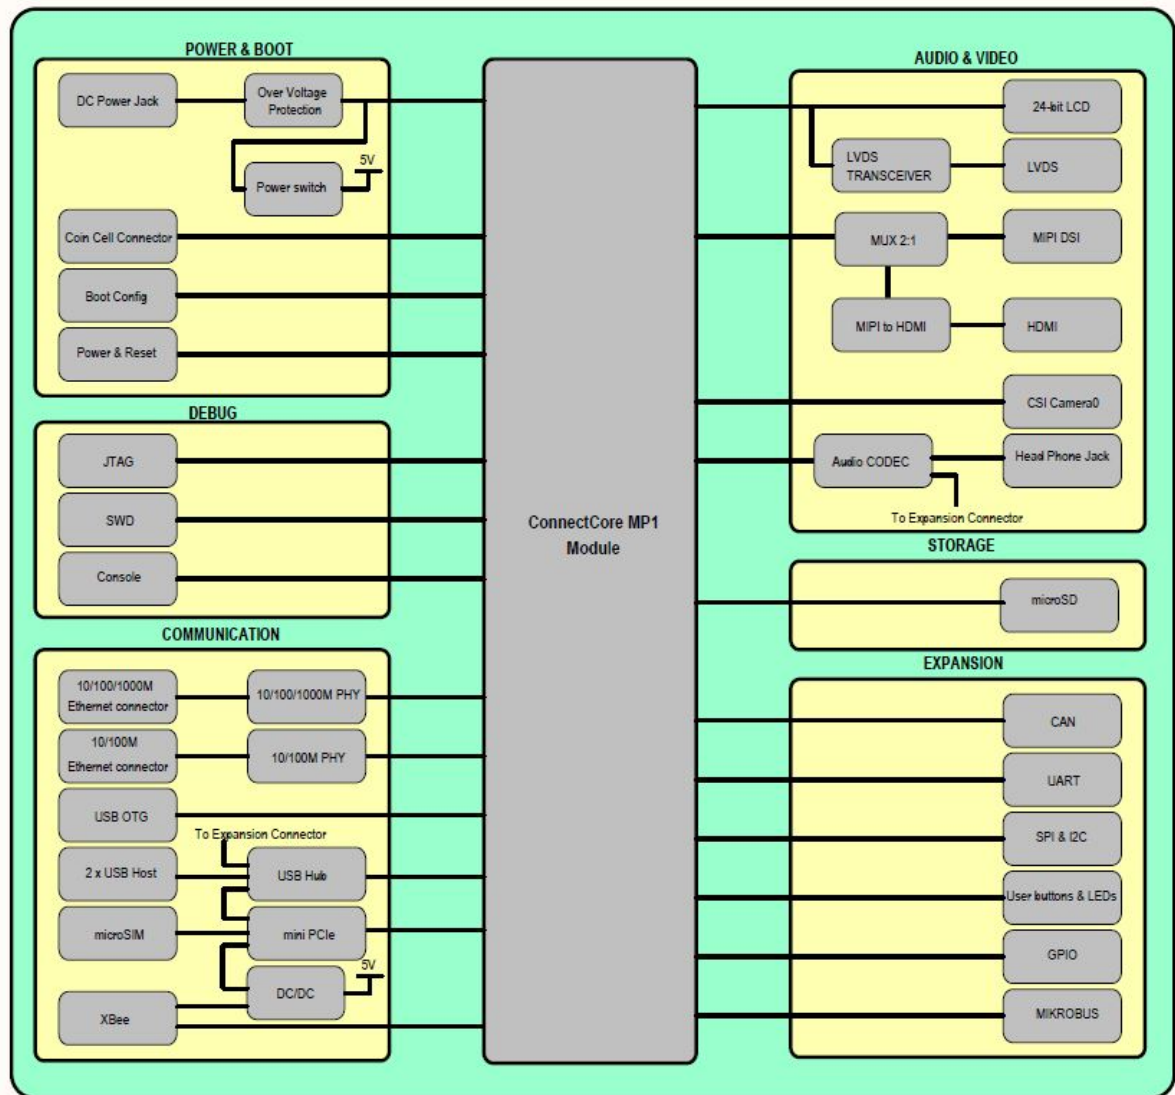 POWER & BOOT
DC Power Jack
Over Voltage
Protection
5V
Power switch
Coin Cell Connector
Boot Config
Power & Reset
DEBUG
JTAG
SWD
Console
COMMUNICATION
10/100/1000M
Ethernet connector
10/100/1000M PHY
10/100M
Ethernet connector
10/100M PHY
USB OTG
To Expansion Connector
2 x USB Host
USB Hub
microSIM
mini PCIe
5V
DC/DC
XBee
ConnectCore MP1
Module
AUDIO & VIDEO
24-bit LCD
LVDS
TRANSCEIVER
LVDS
MUX 2:1
MIPI DSI
MIPI to HDMI
HDMI
CSI Camera0
Audio CODEC
Head Phone Jack
To Expansion Connector
STORAGE
microSD
EXPANSION
CAN
UART
SPI & I2C
User buttons & LEDs
GPIO
MIKROBUS